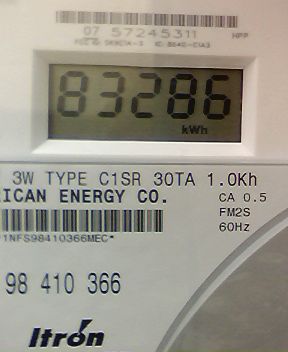 07 57245311 HPP
83286
kWh
3W TYPE C1SR 30TA 1.0Kh
ICAN ENERGY CO. CA 0.5
FM2S
60Hz
98 410 366
Itron